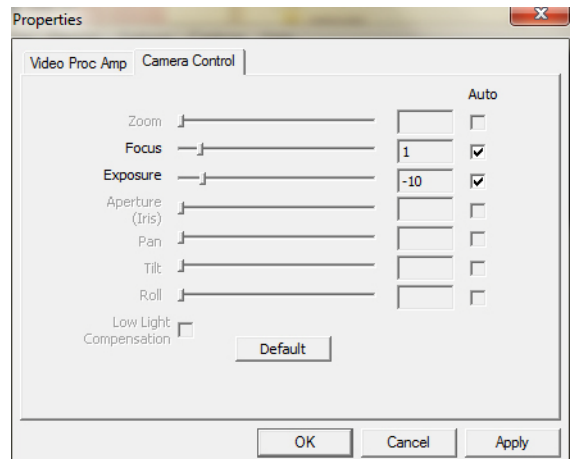 Properties
Video Proc Amp
Camera Control
Auto
Zoom
Focus
1
Exposure
-10
Aperture
(Iris)
Pan
Tilt
Roll
Low Light
Compensation
Default
OK
Cancel
Apply